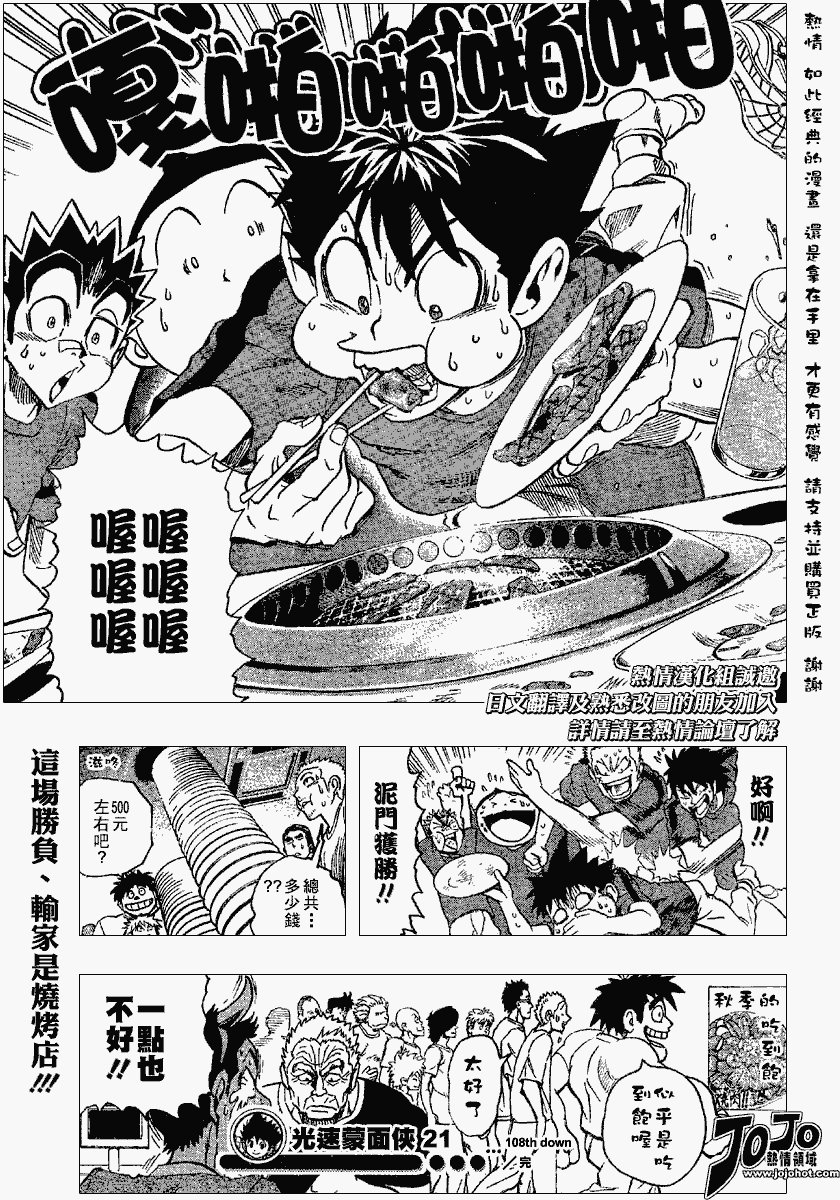 嘎啪啪啪啪
喔喔喔
喔喔喔
熱情漢化組誠邀
日文翻譯及熟悉改圖的朋友加入
詳情請至熱情論壇了解
熱情 如此經典的漫畫 還是拿在手里 才更有感覺 請支持並購買正版 謝謝
好啊!!
泥門獲勝!!
滋咚
總共…
多少錢
??
500元
左右吧?
這場勝負、輸家是燒烤店!!!
秋季的
吃到飽
燒肉!!
似乎是吃
到飽喔
太好了
一點也
不好!!
光速蒙面俠 21
... 108th down
完
JOJO
熱情領域
www.jojohot.com